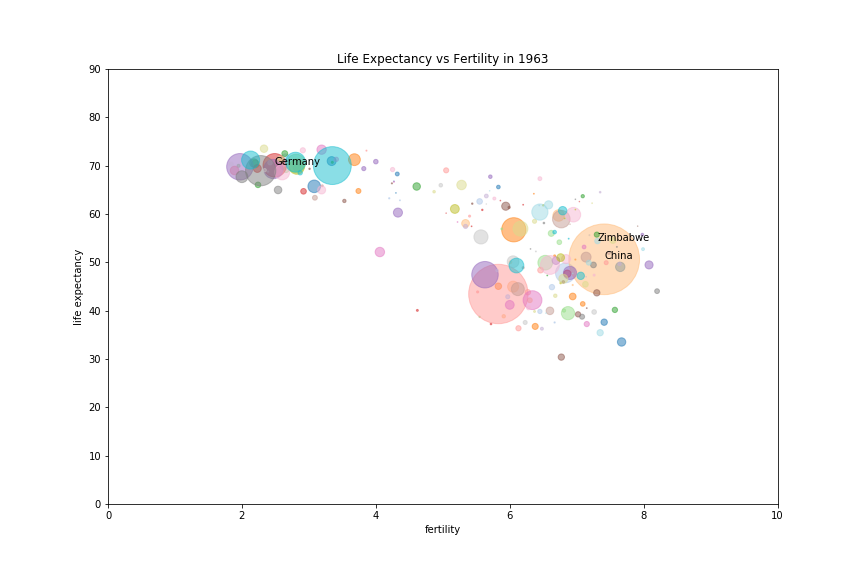 Life Expectancy vs Fertility in 1963
90
80
70
60
50
40
30
20
10
0
life expectancy
Germany
Zimbabwe
China
0 2 4 6 8 10
fertility